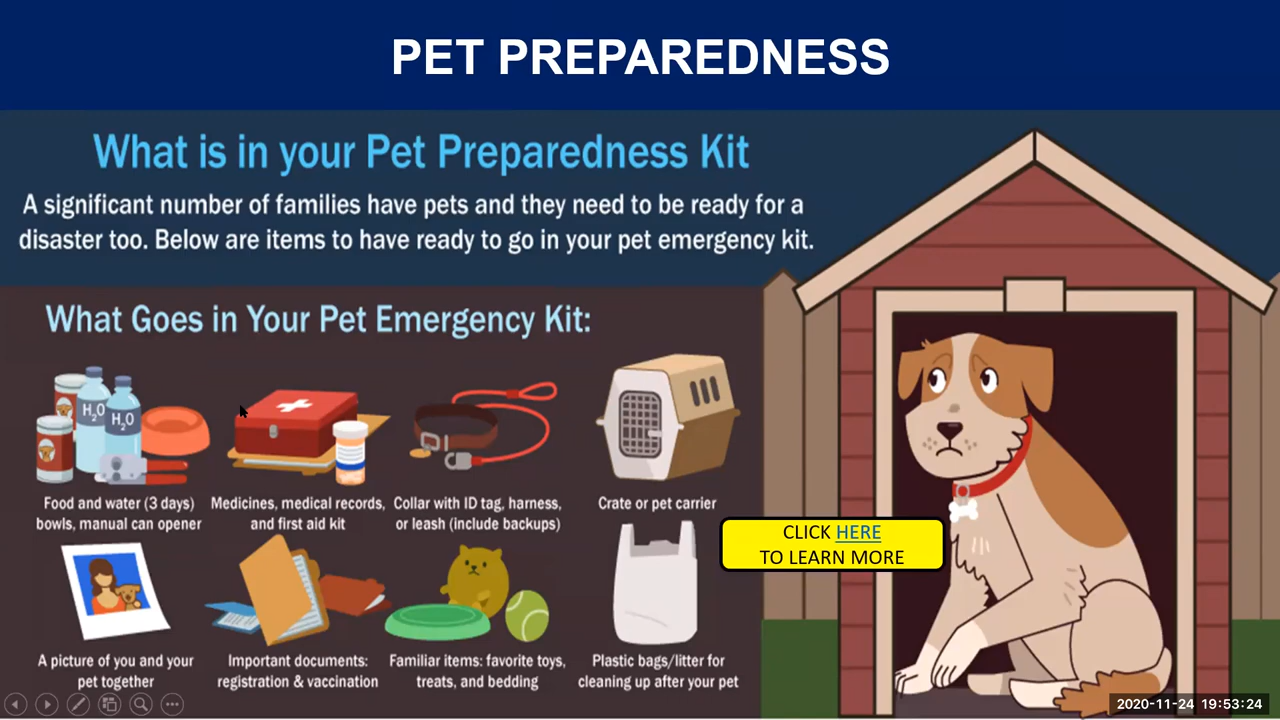 PET PREPAREDNESS
What is in your Pet Preparedness Kit
A significant number of families have pets and they need to be ready for a
disaster too. Below are items to have ready to go in your pet emergency kit.
What Goes in Your Pet Emergency Kit:
H2O
H2O
Food and water (3 days)
bowls, manual can opener
Medicines, medical records,
and first aid kit
Collar with ID tag, harness,
or leash (include backups)
Crate or pet carrier
CLICK HERE
TO LEARN MORE
A picture of you and your
pet together
Important documents:
registration & vaccination
Familiar items: favorite toys,
treats, and bedding
Plastic bags/litter for
cleaning up after your pet
2020-11-24 19:53:24